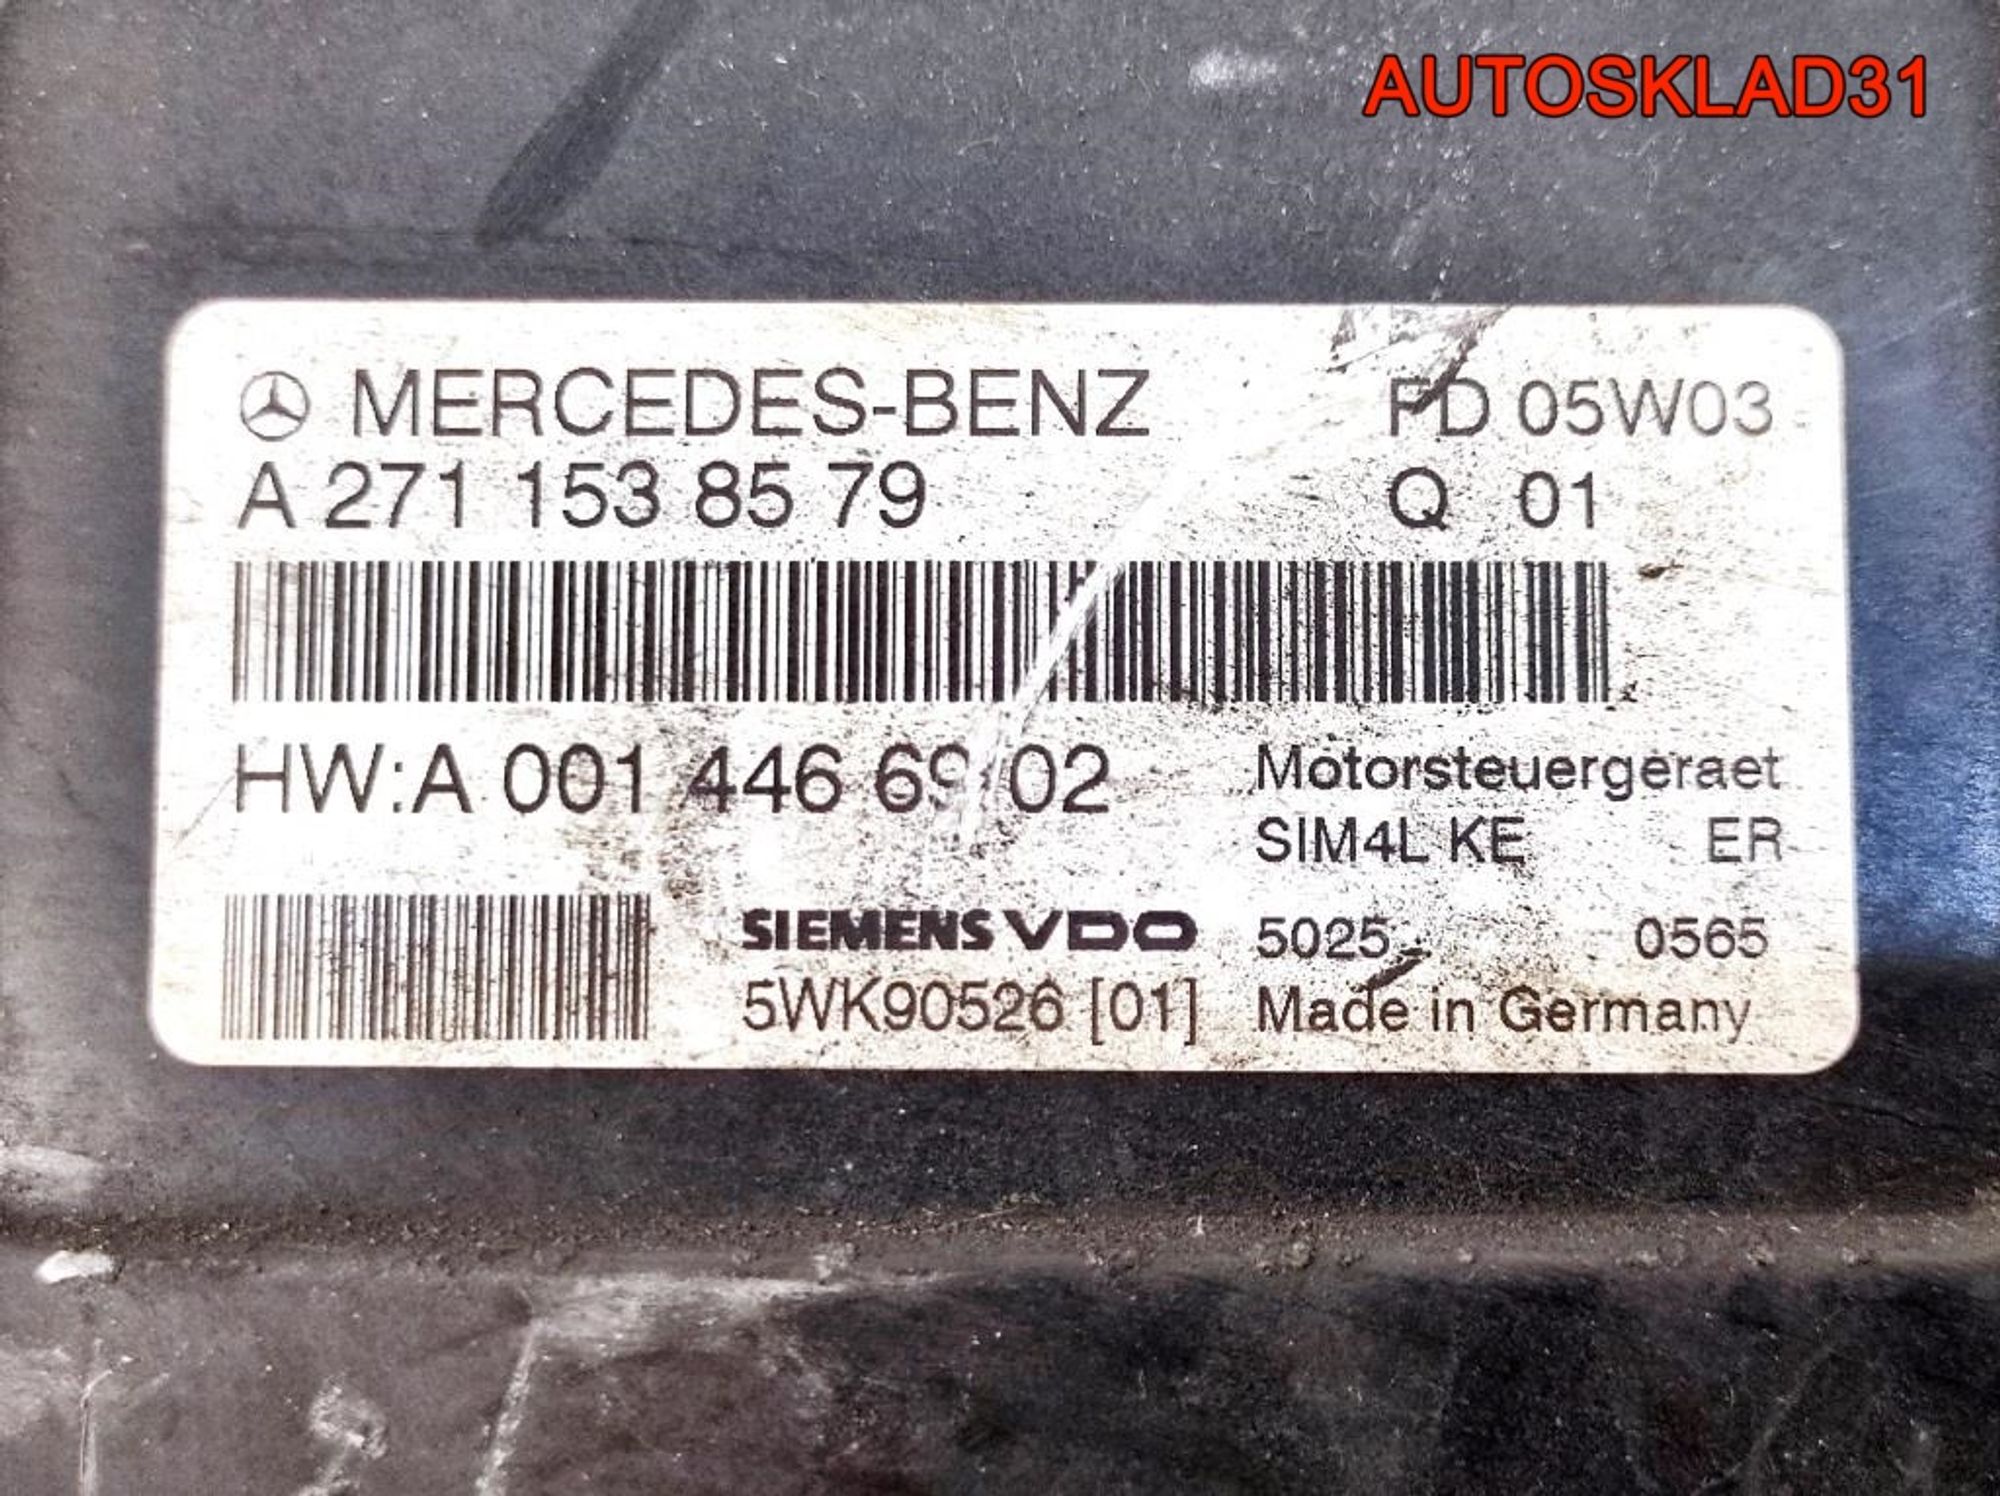 AUTOSKLAD31
MERCEDES-BENZ FD 05W03
A 271 153 85 79 Q 01
HW:A 001 446 69 02 Motorsteuergeraet
SIM4L KE ER
SIEMENS VDO 5025 0565
5WK90526 [01] Made in Germany